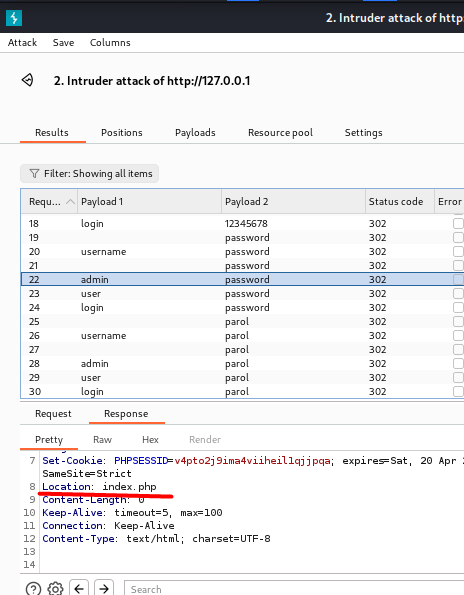 2. Intruder attack of http:
Attack Save Columns
2. Intruder attack of http://127.0.0.1
Results Positions Payloads Resource pool Settings
Filter: Showing all items
Requ... Payload 1 Payload 2 Status code Error
18 login 12345678 302
19 password 302
20 username password 302
21 password 302
22 admin password 302
23 user password 302
24 login password 302
25 parol 302
26 username parol 302
27 parol 302
28 admin parol 302
29 user parol 302
30 login parol 302
Request Response
Pretty Raw Hex Render
7 Set-Cookie: PHPSESSID=v4pto2j9ima4viiheil1qjjpqa; expires=Sat, 20 Apr
SameSite=Strict
8 Location: index.php
9 Content-Length: 0
10 Keep-Alive: timeout=5, max=100
11 Connection: Keep-Alive
12 Content-Type: text/html; charset=UTF-8
13
14
Search